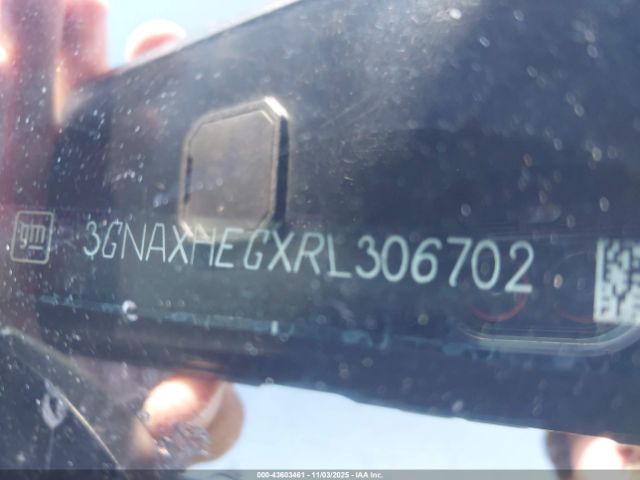 gm 3GNAXHEGXRL306702
000-43603461 - 11/03/2025 - IAA Inc.